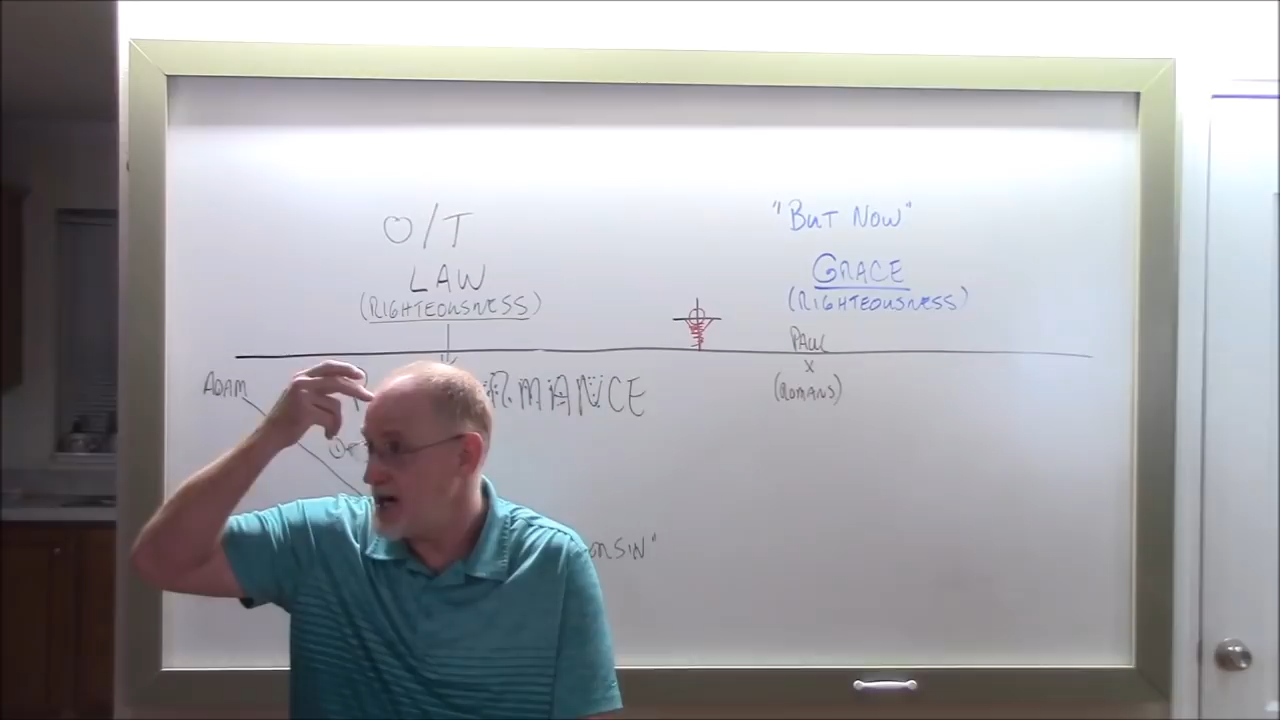 O/T
LAW
(RIGHTEOUSNESS)
"BUT NOW"
GRACE
(RIGHTEOUSNESS)
PAUL
X
(ROMANS)
ADAM